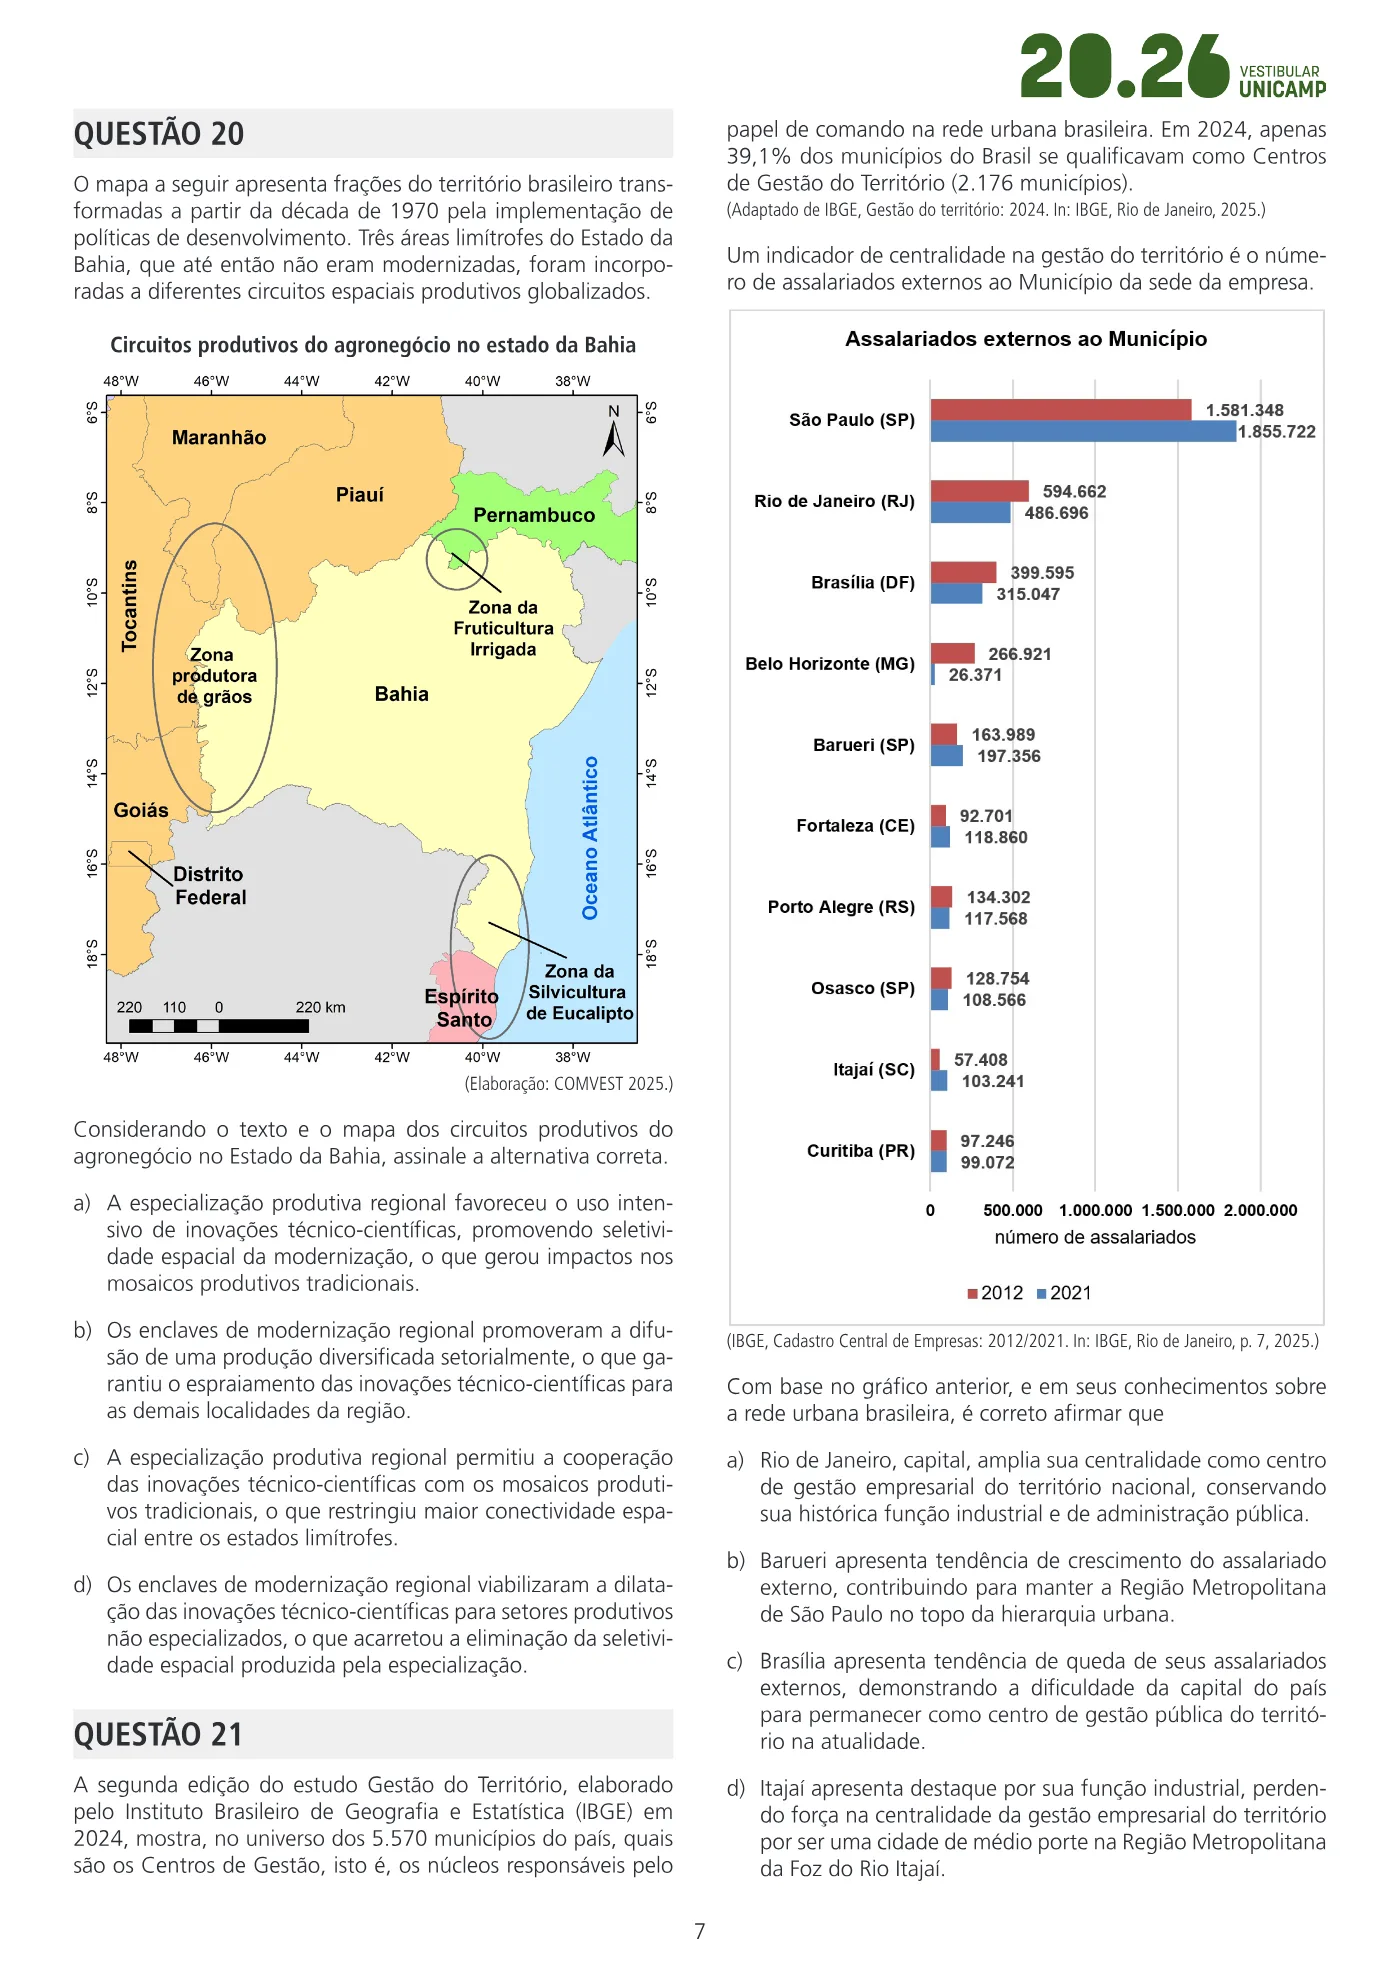 20.26 VESTIBULAR
UNICAMP
QUESTÃO 20
O mapa a seguir apresenta frações do território brasileiro trans-
formadas a partir da década de 1970 pela implementação de
políticas de desenvolvimento. Três áreas limítrofes do Estado da
Bahia, que até então não eram modernizadas, foram incorpo-
radas a diferentes circuitos espaciais produtivos globalizados.
Circuitos produtivos do agronegócio no estado da Bahia
48°W 46°W 44°W 42°W 40°W 38°W
6°S
8°S
10°S
12°S
14°S
16°S
18°S
N
6°S
8°S
10°S
12°S
14°S
16°S
18°S
Maranhão
Piauí
Pernambuco
Tocantins
Zona da
Fruticultura
Irrigada
Zona
produtora
de grãos
Bahia
Goiás
Oceano Atlântico
Distrito
Federal
Zona da
Silvicultura
de Eucalipto
Espírito
Santo
220 110 0 220 km
48°W 46°W 44°W 42°W 40°W 38°W
(Elaboração: COMVEST 2025.)
Considerando o texto e o mapa dos circuitos produtivos do
agronegócio no Estado da Bahia, assinale a alternativa correta.
a) A especialização produtiva regional favoreceu o uso inten-
sivo de inovações técnico-científicas, promovendo seletivi-
dade espacial da modernização, o que gerou impactos nos
mosaicos produtivos tradicionais.
b) Os enclaves de modernização regional promoveram a difu-
são de uma produção diversificada setorialmente, o que ga-
rantiu o espraiamento das inovações técnico-científicas para
as demais localidades da região.
c) A especialização produtiva regional permitiu a cooperação
das inovações técnico-científicas com os mosaicos produti-
vos tradicionais, o que restringiu maior conectividade espa-
cial entre os estados limítrofes.
d) Os enclaves de modernização regional viabilizaram a dilata-
ção das inovações técnico-científicas para setores produtivos
não especializados, o que acarretou a eliminação da seletivi-
dade espacial produzida pela especialização.
QUESTÃO 21
A segunda edição do estudo Gestão do Território, elaborado
pelo Instituto Brasileiro de Geografia e Estatística (IBGE) em
2024, mostra, no universo dos 5.570 municípios do país, quais
são os Centros de Gestão, isto é, os núcleos responsáveis pelo
papel de comando na rede urbana brasileira. Em 2024, apenas
39,1% dos municípios do Brasil se qualificavam como Centros
de Gestão do Território (2.176 municípios).
(Adaptado de IBGE, Gestão do território: 2024. In: IBGE, Rio de Janeiro, 2025.)
Um indicador de centralidade na gestão do território é o núme-
ro de assalariados externos ao Município da sede da empresa.
Assalariados externos ao Município
São Paulo (SP) 1.581.348
1.855.722
Rio de Janeiro (RJ) 594.662
486.696
Brasília (DF) 399.595
315.047
Belo Horizonte (MG) 266.921
26.371
Barueri (SP) 163.989
197.356
Fortaleza (CE) 92.701
118.860
Porto Alegre (RS) 134.302
117.568
Osasco (SP) 128.754
108.566
Itajaí (SC) 57.408
103.241
Curitiba (PR) 97.246
99.072
0 500.000 1.000.000 1.500.000 2.000.000
número de assalariados
2012 2021
(IBGE, Cadastro Central de Empresas: 2012/2021. In: IBGE, Rio de Janeiro, p. 7, 2025.)
Com base no gráfico anterior, e em seus conhecimentos sobre
a rede urbana brasileira, é correto afirmar que
a) Rio de Janeiro, capital, amplia sua centralidade como centro
de gestão empresarial do território nacional, conservando
sua histórica função industrial e de administração pública.
b) Barueri apresenta tendência de crescimento do assalariado
externo, contribuindo para manter a Região Metropolitana
de São Paulo no topo da hierarquia urbana.
c) Brasília apresenta tendência de queda de seus assalariados
externos, demonstrando a dificuldade da capital do país
para permanecer como centro de gestão pública do territó-
rio na atualidade.
d) Itajaí apresenta destaque por sua função industrial, perden-
do força na centralidade da gestão empresarial do território
por ser uma cidade de médio porte na Região Metropolitana
da Foz do Rio Itajaí.
7